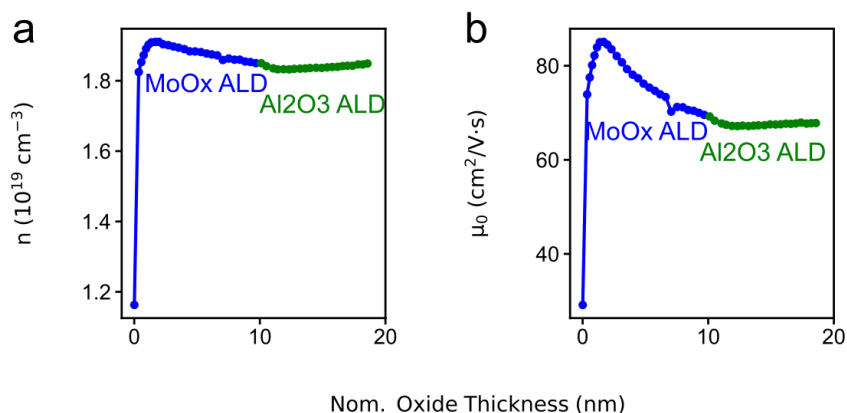 a
n (10¹⁹ cm⁻³)
1.8
1.6
1.4
1.2
MoOx ALD
Al2O3 ALD
0
10
20
b
μ₀ (cm²/V·s)
80
60
40
MoOx ALD
Al2O3 ALD
0
10
20
Nom. Oxide Thickness (nm)